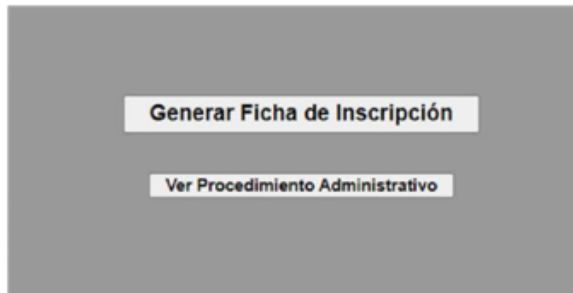 Generar Ficha de Inscripción
Ver Procedimiento Administrativo